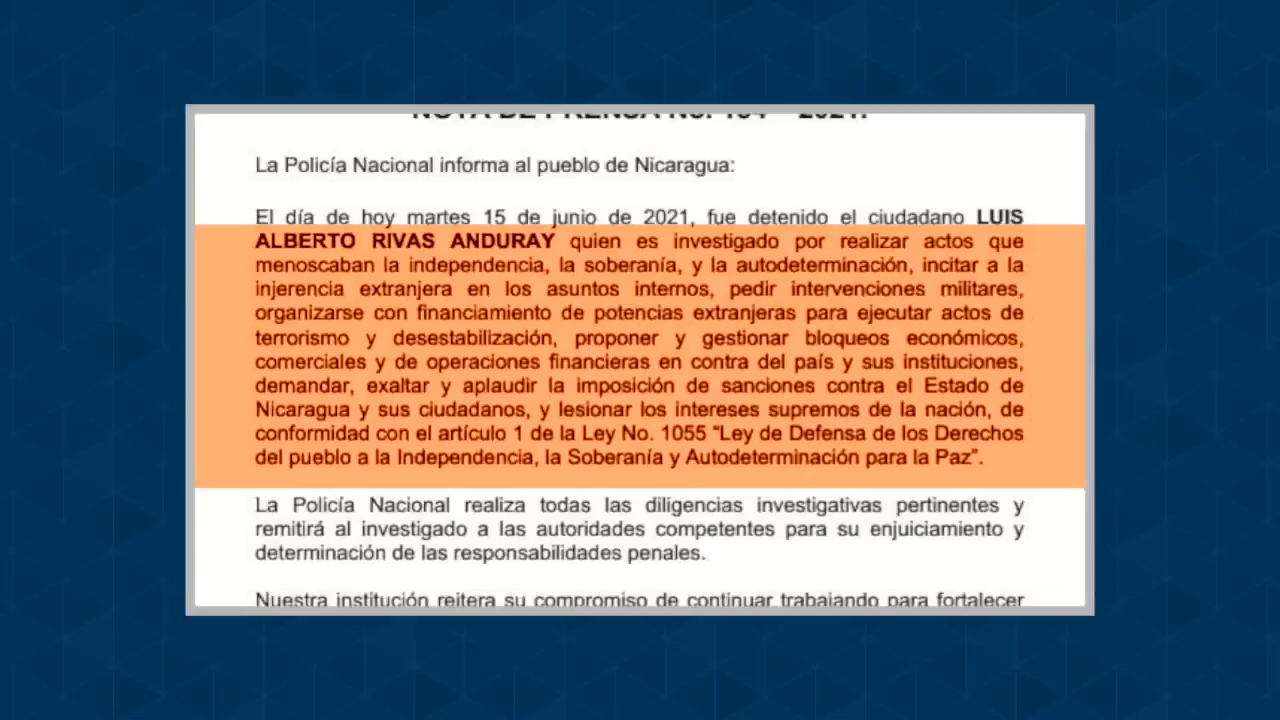 NOTA DE PRENSA No. 134 – 2021.
La Policía Nacional informa al pueblo de Nicaragua:
El día de hoy martes 15 de junio de 2021, fue detenido el ciudadano LUIS
ALBERTO RIVAS ANDURAY quien es investigado por realizar actos que
menoscaban la independencia, la soberanía, y la autodeterminación, incitar a la
injerencia extranjera en los asuntos internos, pedir intervenciones militares,
organizarse con financiamiento de potencias extranjeras para ejecutar actos de
terrorismo y desestabilización, proponer y gestionar bloqueos económicos,
comerciales y de operaciones financieras en contra del país y sus instituciones,
demandar, exaltar y aplaudir la imposición de sanciones contra el Estado de
Nicaragua y sus ciudadanos, y lesionar los intereses supremos de la nación, de
conformidad con el artículo 1 de la Ley No. 1055 “Ley de Defensa de los Derechos
del pueblo a la Independencia, la Soberanía y Autodeterminación para la Paz”.
La Policía Nacional realiza todas las diligencias investigativas pertinentes y
remitirá al investigado a las autoridades competentes para su enjuiciamiento y
determinación de las responsabilidades penales.
Nuestra institución reitera su compromiso de continuar trabajando para fortalecer